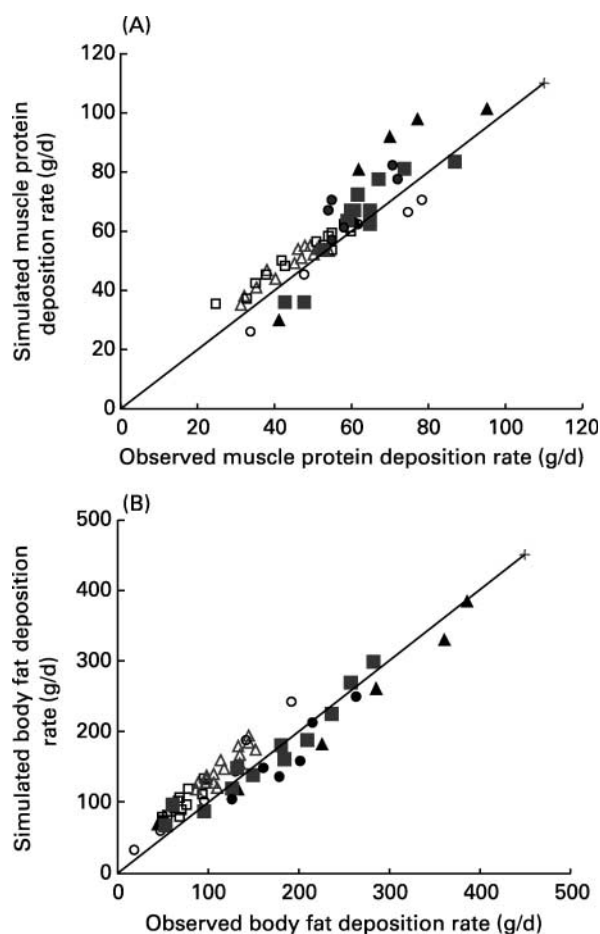 (A)
120
100
80
60
40
20
0
0 20 40 60 80 100 120
Simulated muscle protein
deposition rate (g/d)
Observed muscle protein deposition rate (g/d)
(B)
500
400
300
200
100
0
0 100 200 300 400 500
Simulated body fat deposition
rate (g/d)
Observed body fat deposition rate (g/d)